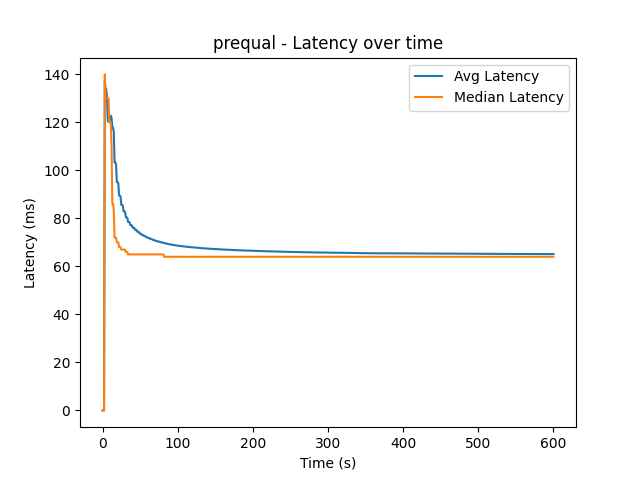 prequal - Latency over time
Avg Latency
Median Latency
140
120
100
80
60
40
20
0
Latency (ms)
0 100 200 300 400 500 600
Time (s)